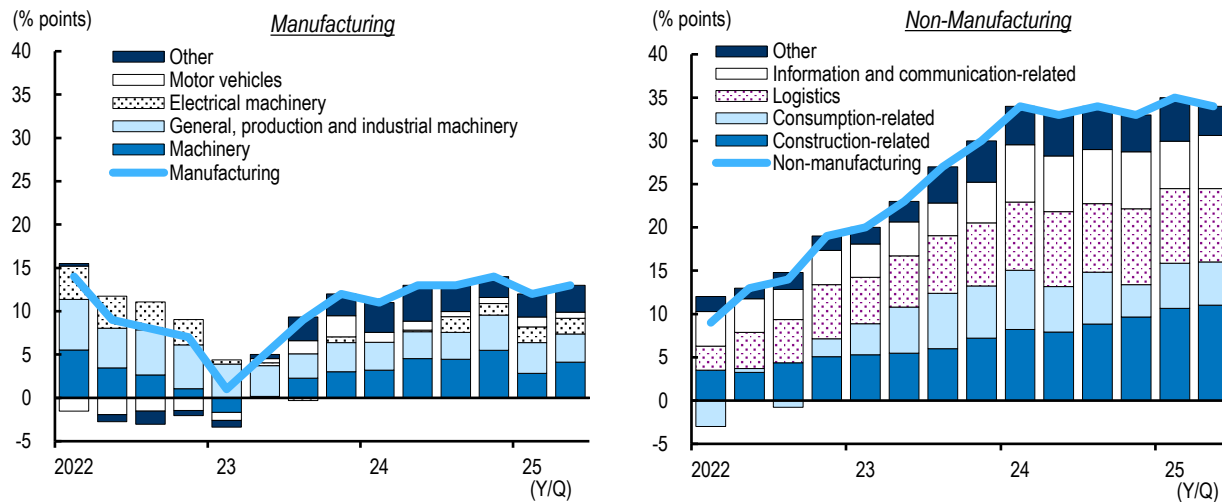 (% points)
Manufacturing
40
35
30
25
20
15
10
5
0
-5
Other
Motor vehicles
Electrical machinery
General, production and industrial machinery
Machinery
Manufacturing
2022
23
24
25
(Y/Q)
(% points)
Non-Manufacturing
40
35
30
25
20
15
10
5
0
-5
Other
Information and communication-related
Logistics
Consumption-related
Construction-related
Non-manufacturing
2022
23
24
25
(Y/Q)